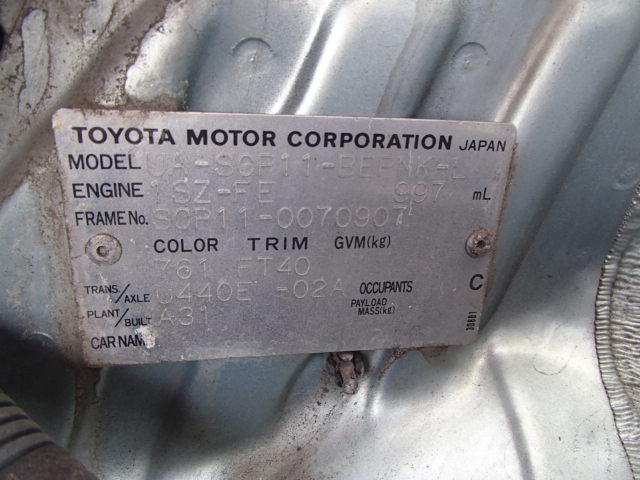 TOYOTA MOTOR CORPORATION JAPAN
MODEL UA-SCP11-BEPNK-L
ENGINE 1SZ-FE 997 mL
FRAME No. SCP11-0070907
COLOR TRIM GVM(kg)
761 FT40
TRANS./AXLE U440E -02A OCCUPANTS C
PLANT/BUILT A31 PAYLOAD MASS(kg)
CAR NAME
30601